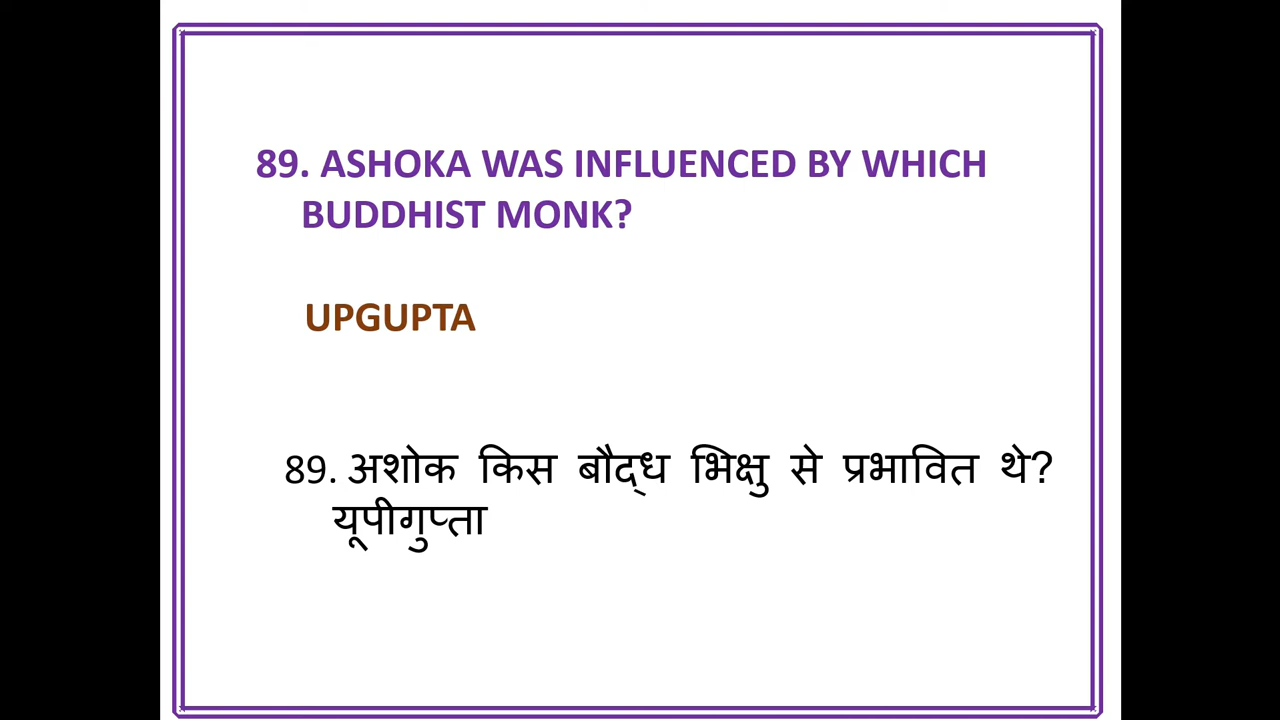 89. ASHOKA WAS INFLUENCED BY WHICH
BUDDHIST MONK?
UPGUPTA
89. अशोक किस बौद्ध भिक्षु से प्रभावित थे?
यूपीगुप्ता